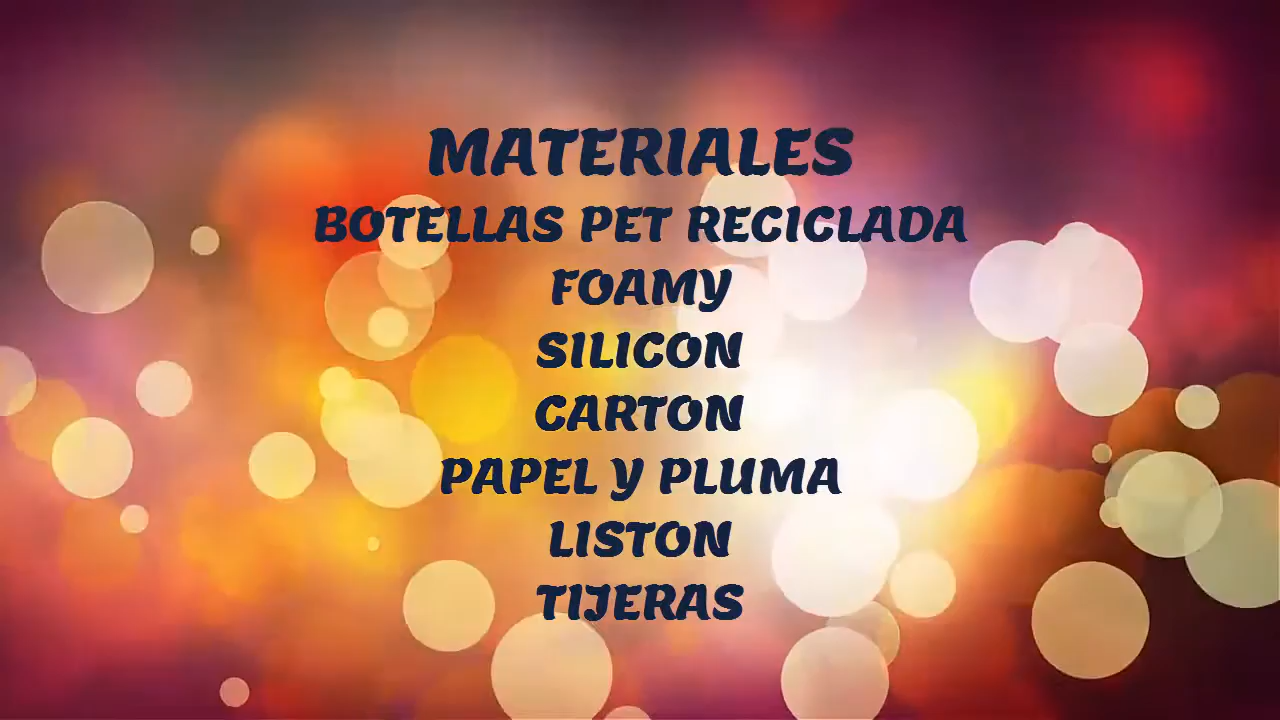 MATERIALES
BOTELLAS PET RECICLADA
FOAMY
SILICON
CARTON
PAPEL Y PLUMA
LISTON
TIJERAS